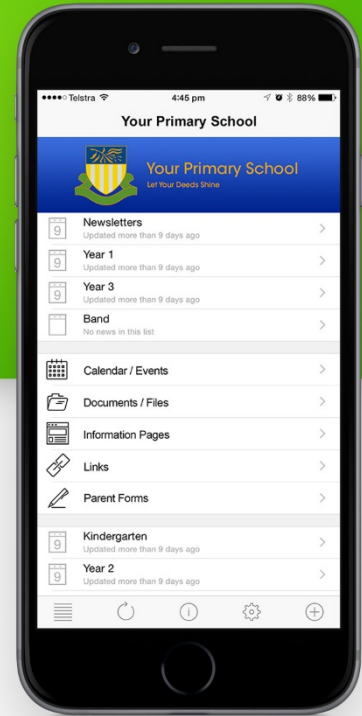 Telstra 4:45 pm 88%
Your Primary School
Your Primary School
Let Your Deeds Shine
9
Newsletters
Updated more than 9 days ago
9
Year 1
Updated more than 9 days ago
9
Year 3
Updated more than 9 days ago
Band
No news in this list
Calendar / Events
Documents / Files
Information Pages
Links
Parent Forms
9
Kindergarten
Updated more than 9 days ago
9
Year 2
Updated more than 9 days ago